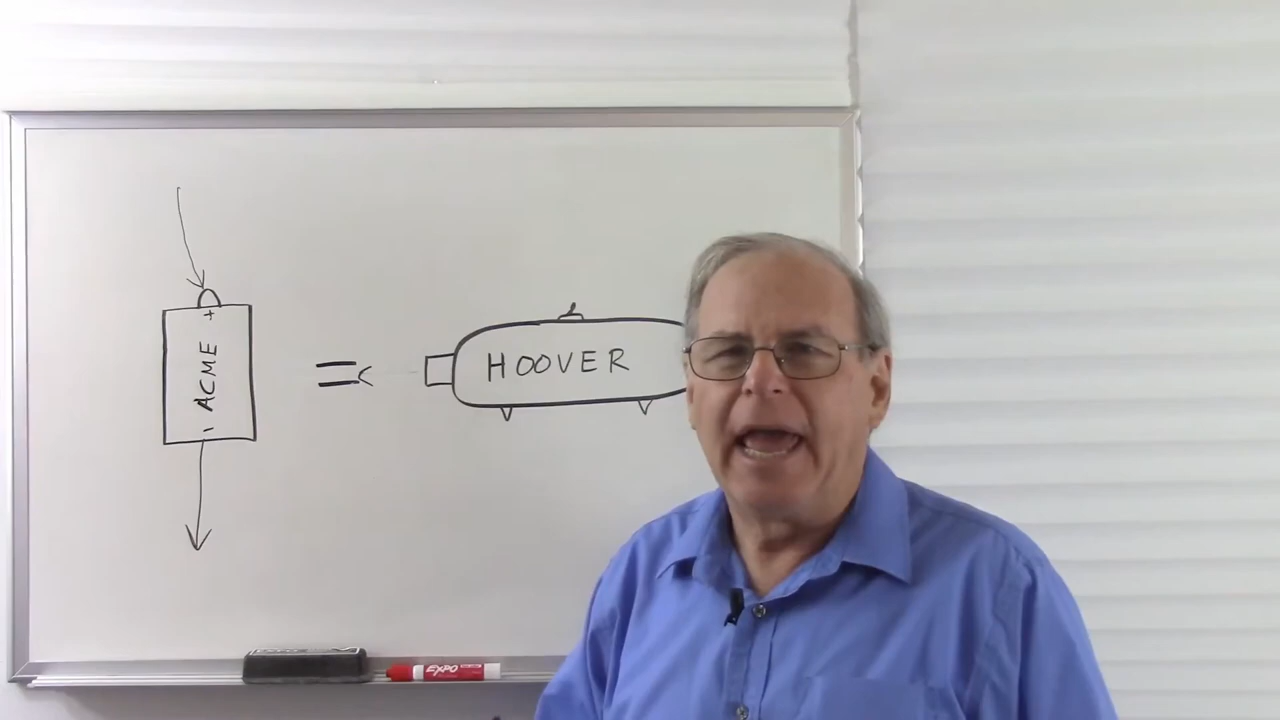 +
ACME
-
=
HOOVER
EXPO